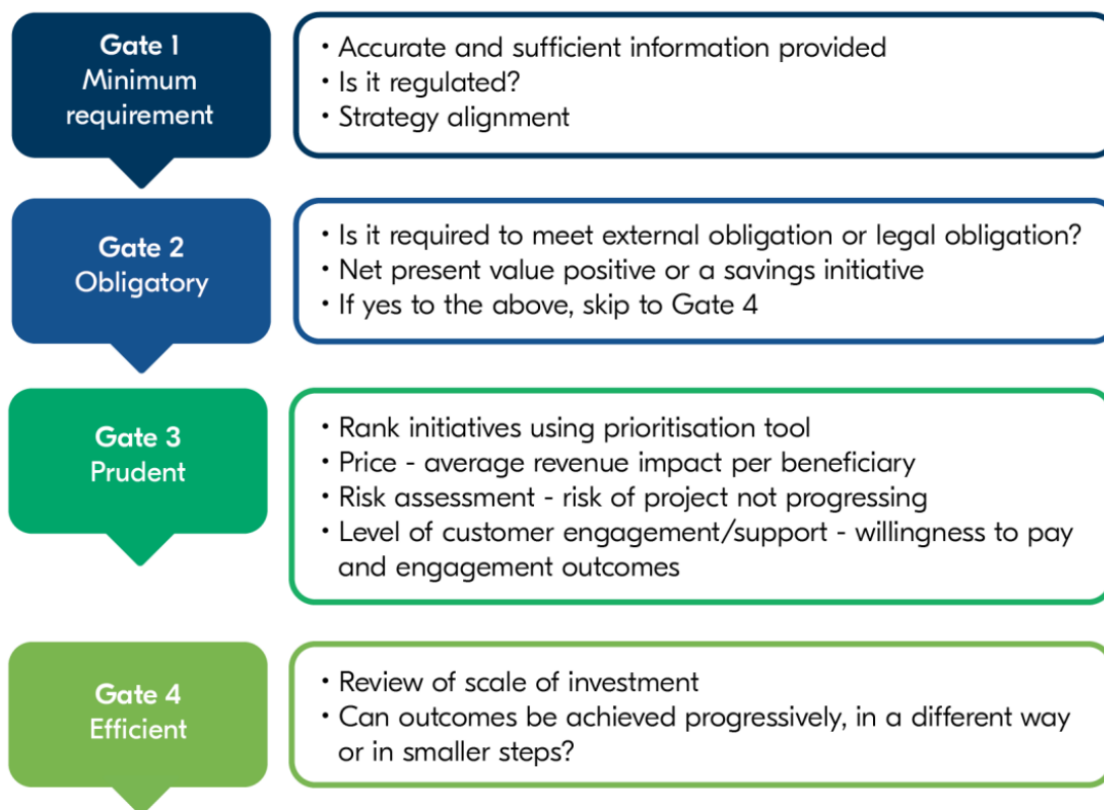 Gate 1
Minimum
requirement
• Accurate and sufficient information provided
• Is it regulated?
• Strategy alignment
Gate 2
Obligatory
• Is it required to meet external obligation or legal obligation?
• Net present value positive or a savings initiative
• If yes to the above, skip to Gate 4
Gate 3
Prudent
• Rank initiatives using prioritisation tool
• Price - average revenue impact per beneficiary
• Risk assessment - risk of project not progressing
• Level of customer engagement/support - willingness to pay
and engagement outcomes
Gate 4
Efficient
• Review of scale of investment
• Can outcomes be achieved progressively, in a different way
or in smaller steps?